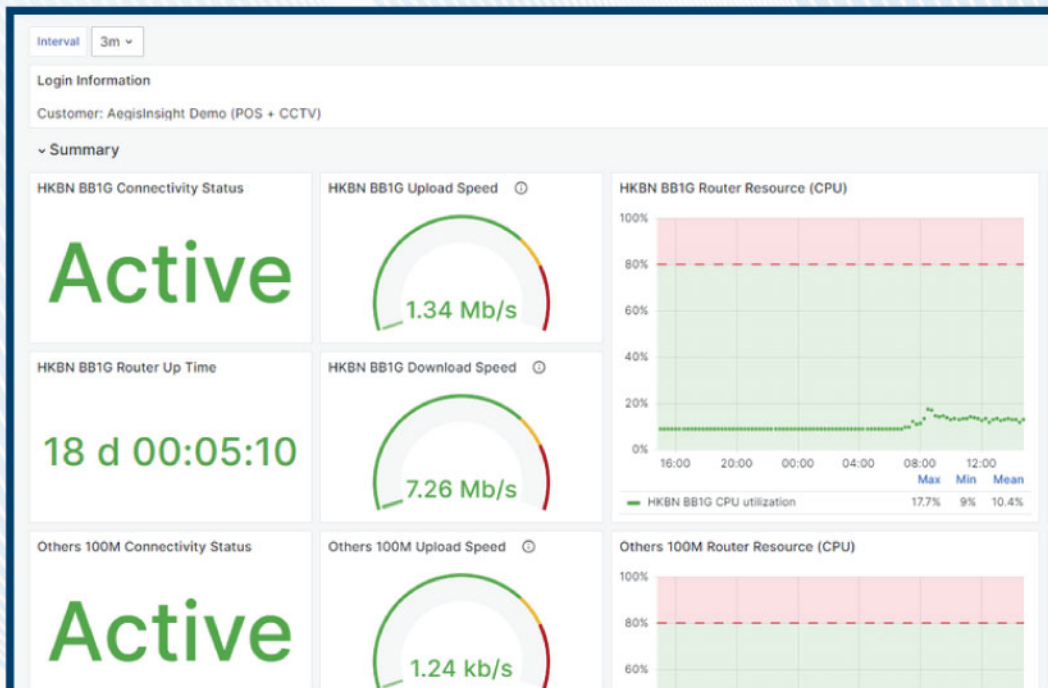 Interval 3m
Login Information
Customer: AegisInsight Demo (POS + CCTV)
Summary
HKBN BB1G Connectivity Status
Active
HKBN BB1G Upload Speed
1.34 Mb/s
HKBN BB1G Router Resource (CPU)
100%
80%
60%
40%
20%
0%
16:00 20:00 00:00 04:00 08:00 12:00
Max Min Mean
HKBN BB1G CPU utilization 17.7% 9% 10.4%
HKBN BB1G Router Up Time
18 d 00:05:10
HKBN BB1G Download Speed
7.26 Mb/s
Others 100M Connectivity Status
Active
Others 100M Upload Speed
1.24 kb/s
Others 100M Router Resource (CPU)
100%
80%
60%